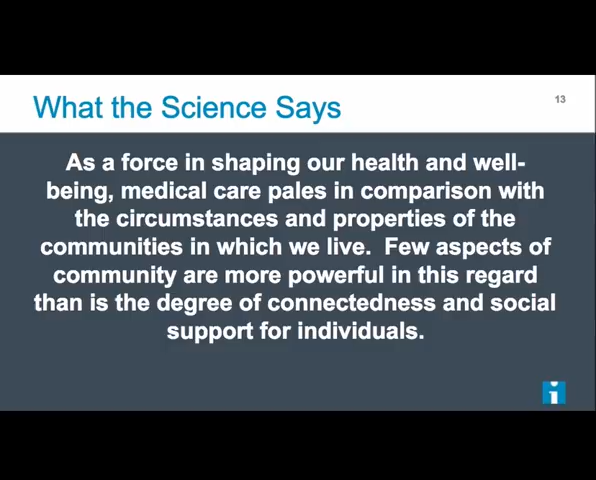 What the Science Says
13
As a force in shaping our health and well-
being, medical care pales in comparison with
the circumstances and properties of the
communities in which we live.  Few aspects of
community are more powerful in this regard
than is the degree of connectedness and social
support for individuals.